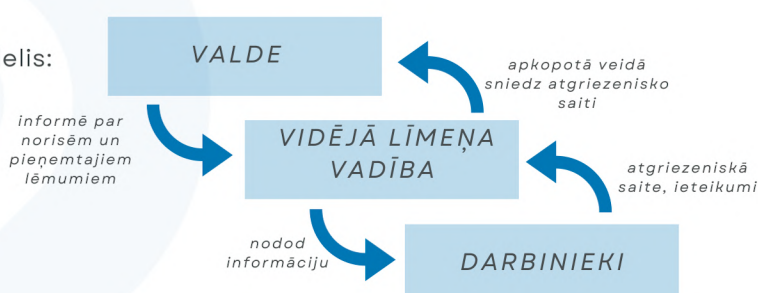 elis:
VALDE
apkopotā veidā
sniedz atgriezenisko
saiti
informē par
norisēm un
pieņemtajiem
lēmumiem
VIDĒJĀ LĪMEŅA
VADĪBA
atgriezeniskā
saite, ieteikumi
nodod
informāciju
DARBINIEKI